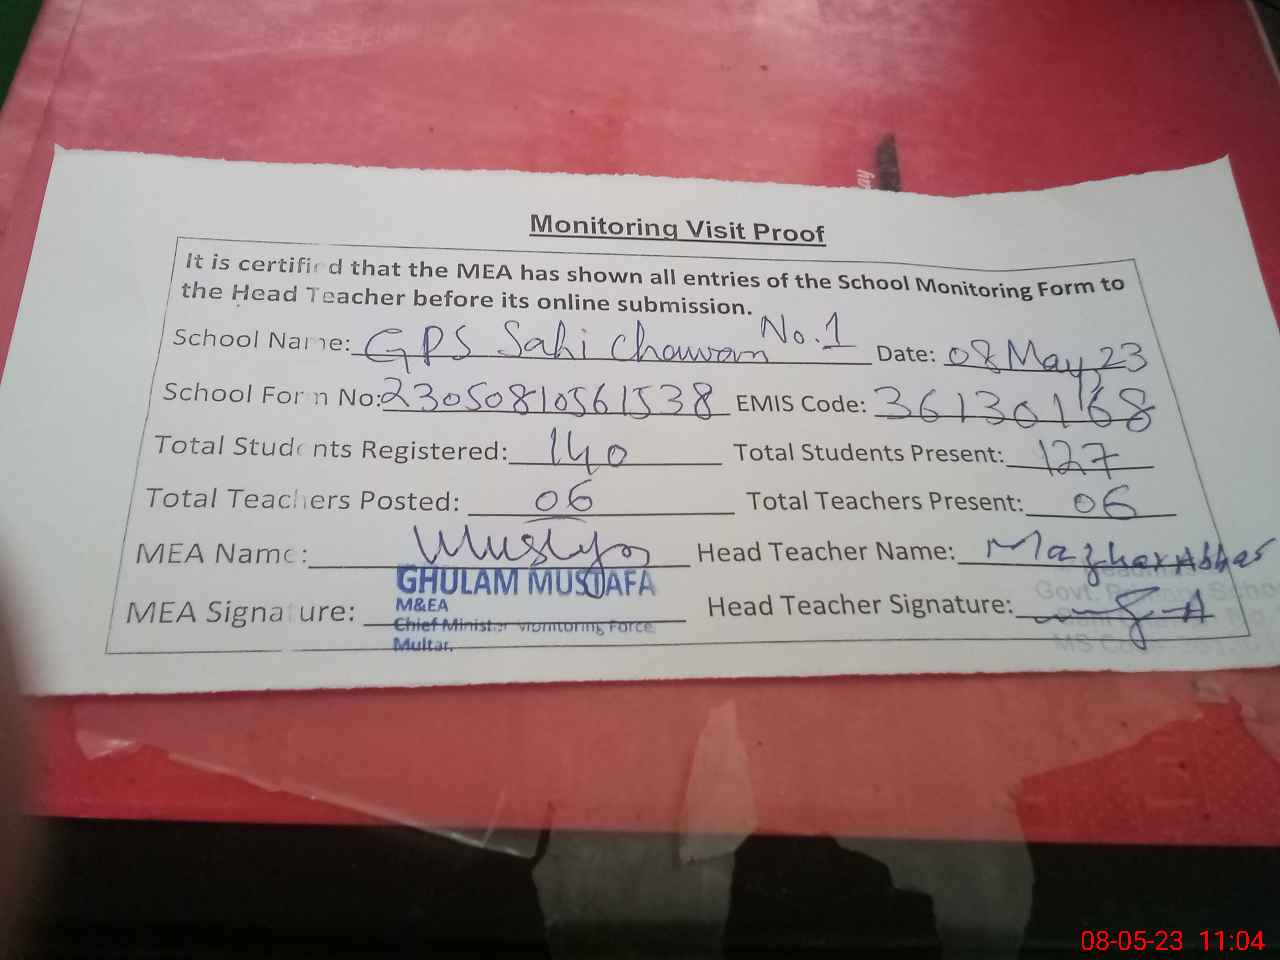 Monitoring Visit Proof
It is certified that the MEA has shown all entries of the School Monitoring Form to
the Head Teacher before its online submission.
School Name: GPS Sahi Chawan No.1 Date: 08 May, 23
School Form No: 23050810561538 EMIS Code: 36130168
Total Students Registered: 140 Total Students Present: 127
Total Teachers Posted: 06 Total Teachers Present: 06
MEA Name: Head Teacher Name: Mazhar Abbas
GHULAM MUSTAFA
M&EA
MEA Signature: Head Teacher Signature:
Chief Minister Monitoring Force
Multan.
08-05-23 11:04